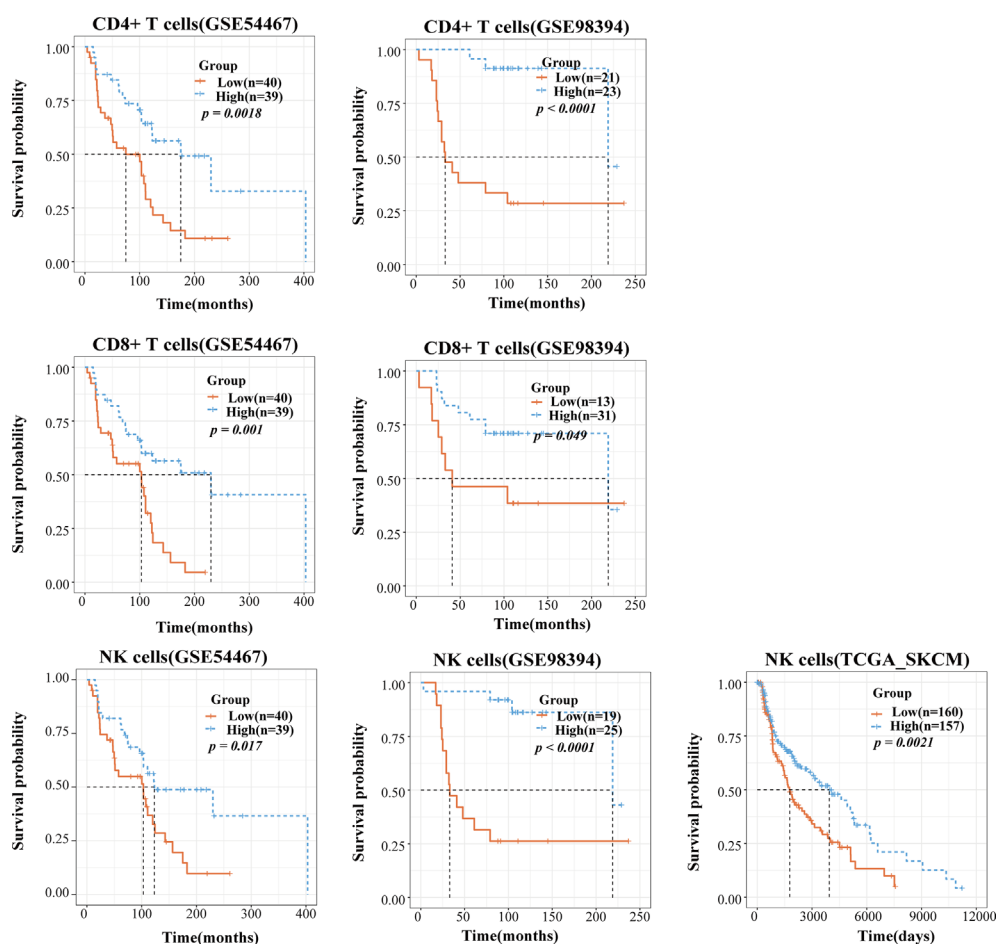 CD4+ T cells(GSE54467)
Survival probability
1.00
0.75
0.50
0.25
0.00
Group
Low(n=40)
High(n=39)
p = 0.0018
0 100 200 300 400
Time(months)
CD4+ T cells(GSE98394)
Survival probability
1.00
0.75
0.50
0.25
0.00
Group
Low(n=21)
High(n=23)
p < 0.0001
0 50 100 150 200 250
Time(months)
CD8+ T cells(GSE54467)
Survival probability
1.00
0.75
0.50
0.25
0.00
Group
Low(n=40)
High(n=39)
p = 0.001
0 100 200 300 400
Time(months)
CD8+ T cells(GSE98394)
Survival probability
1.00
0.75
0.50
0.25
0.00
Group
Low(n=13)
High(n=31)
p = 0.049
0 50 100 150 200 250
Time(months)
NK cells(GSE54467)
Survival probability
1.00
0.75
0.50
0.25
0.00
Group
Low(n=40)
High(n=39)
p = 0.017
0 100 200 300 400
Time(months)
NK cells(GSE98394)
Survival probability
1.00
0.75
0.50
0.25
0.00
Group
Low(n=19)
High(n=25)
p < 0.0001
0 50 100 150 200 250
Time(months)
NK cells(TCGA_SKCM)
Survival probability
1.00
0.75
0.50
0.25
0.00
Group
Low(n=160)
High(n=157)
p = 0.0021
0 3000 6000 9000 12000
Time(days)